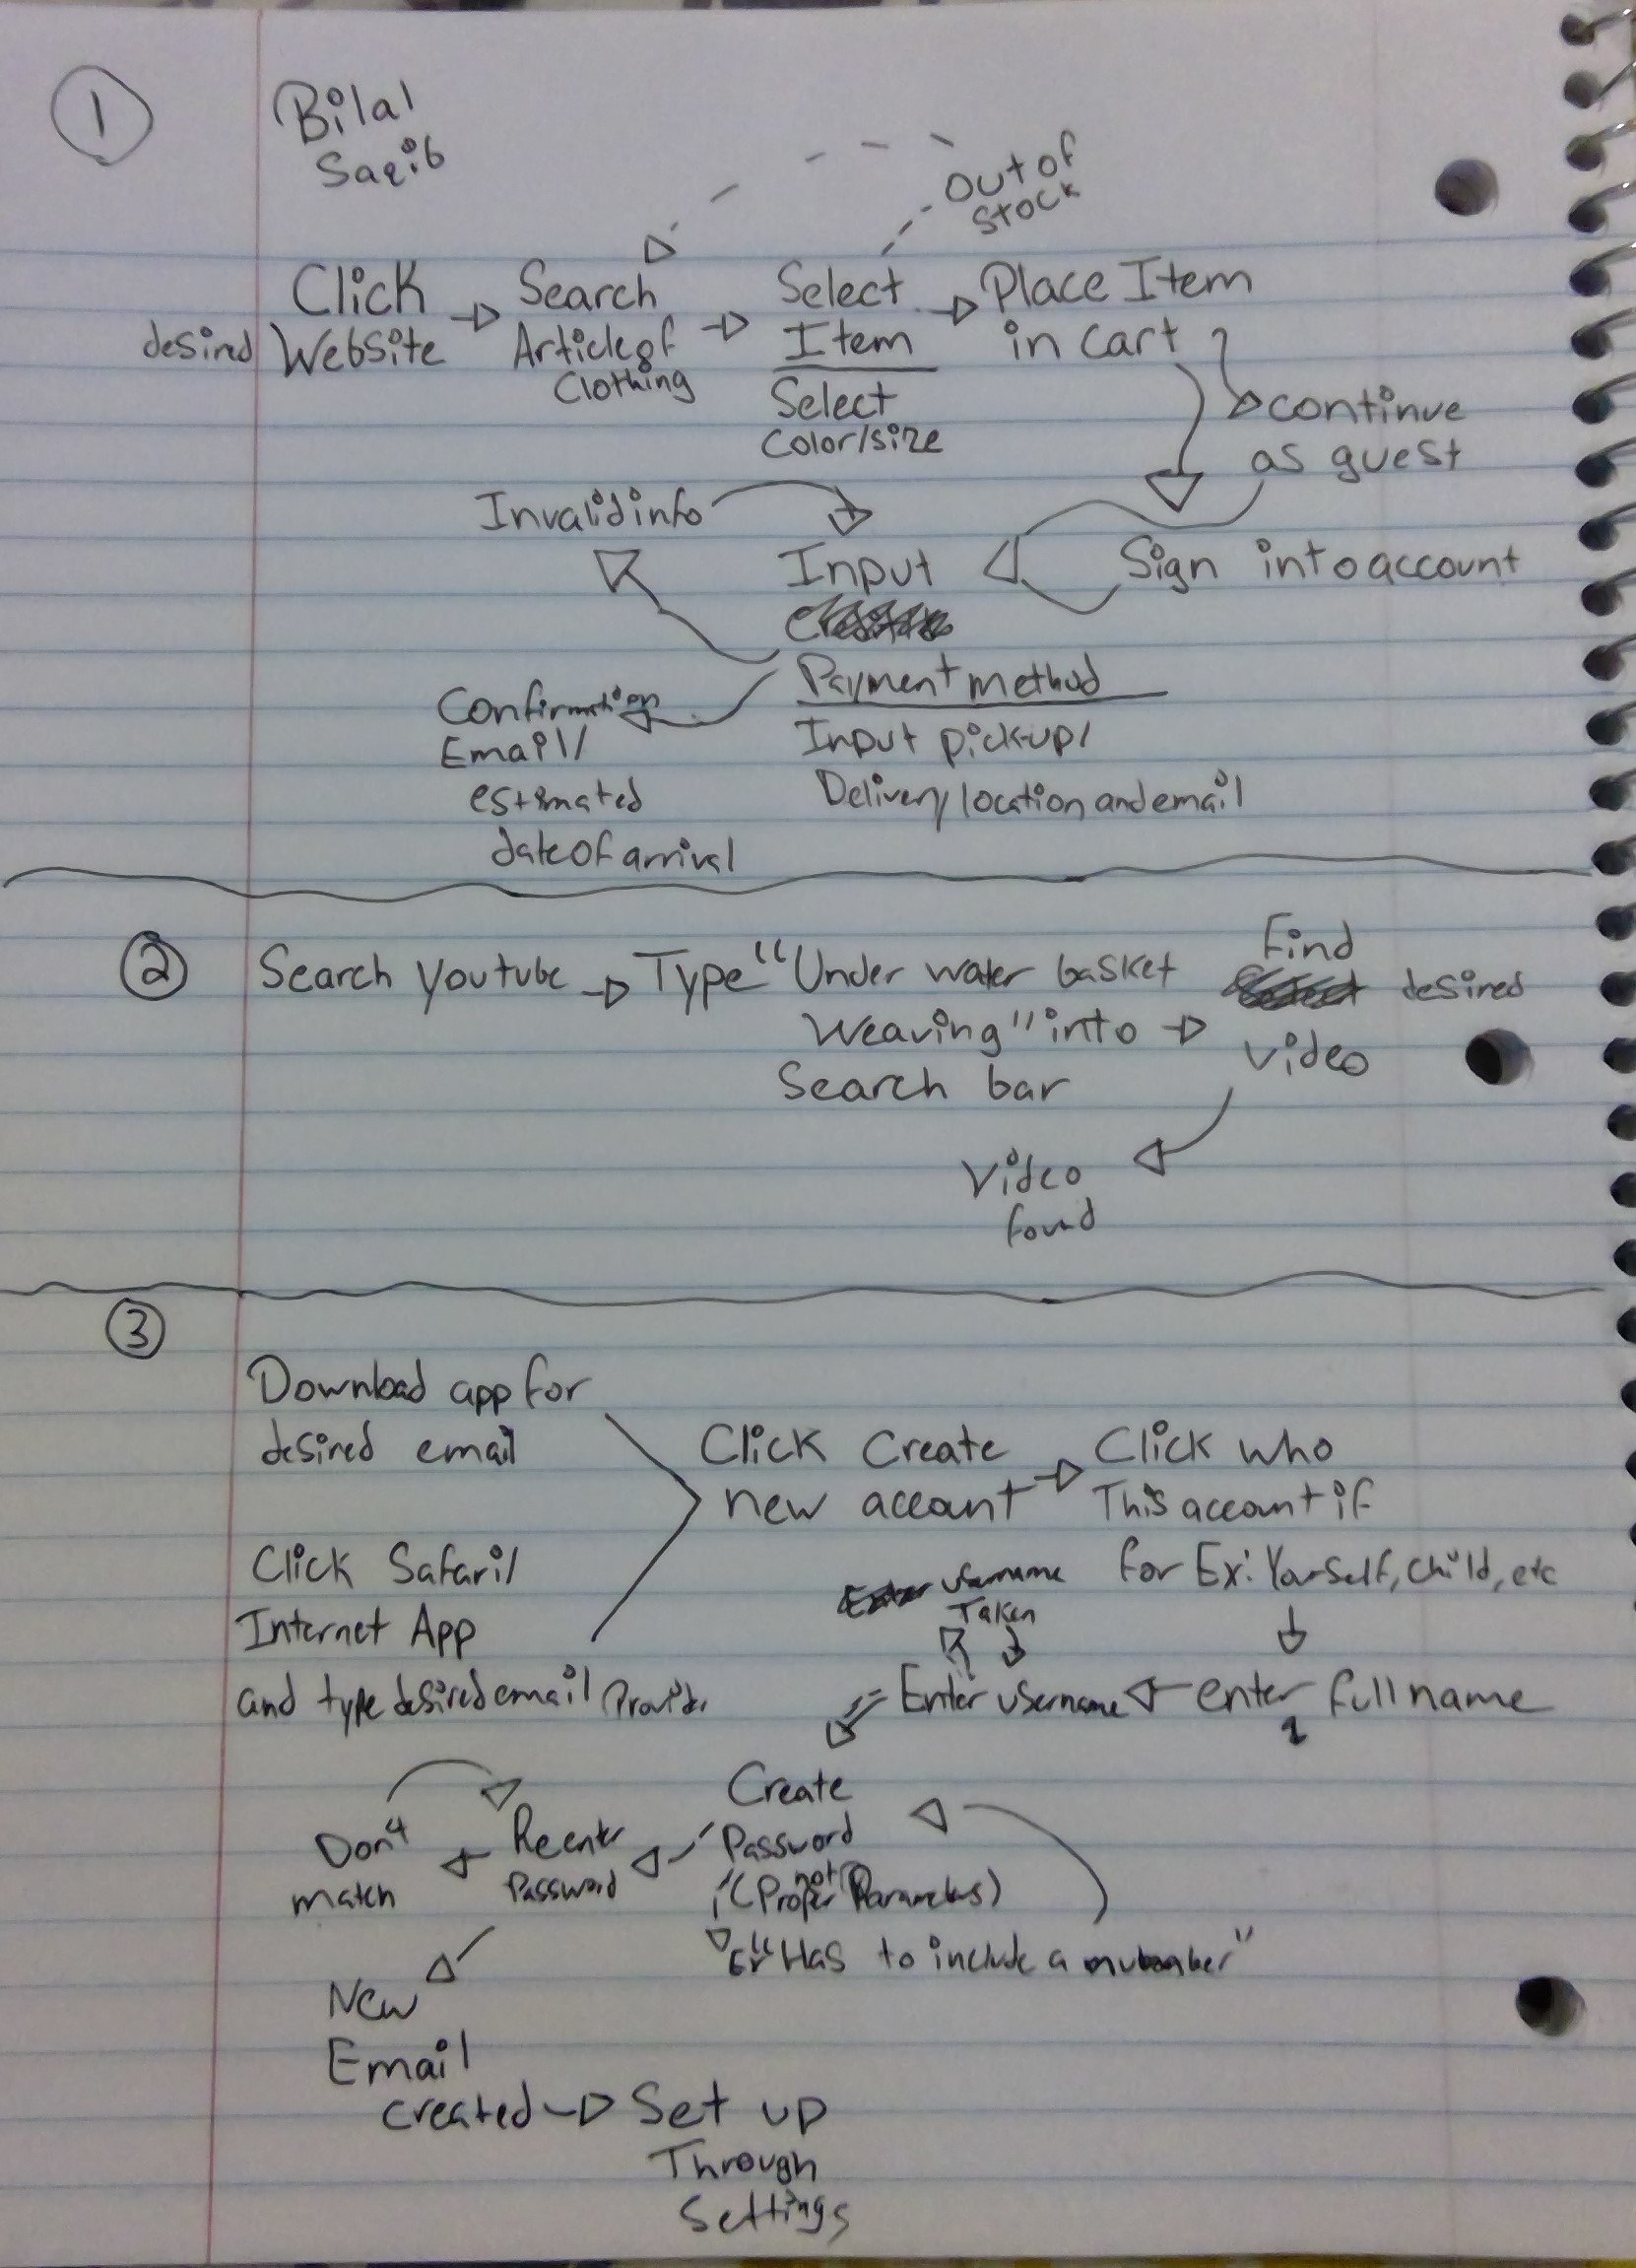 1
Bilal
Saqib
out of
stock
Click
desired Website
Search
Article of
Clothing
Select
Item
Select
Color/size
Place Item
in cart
continue
as guest
Sign into account
Invalid info
Input
Payment method
Input pick-up/
Delivery location and email
Confirmation
Email/
estimated
date of arrival
2
Search youtube
Type "Under water basket
Weaving" into
Search bar
Find
desired
video
Video
found
3
Download app for
desired email
Click Safari/
Internet App
and type desired email
Click Create
new account
Click who
This account if
for Ex: Yourself, child, etc
enter full name
Enter username
username
Taken
Create
Password
(not Proper Parameters)
Ex "Has to include a number"
Reenter
Password
Don't
match
New
Email
created
Set up
Through
Settings